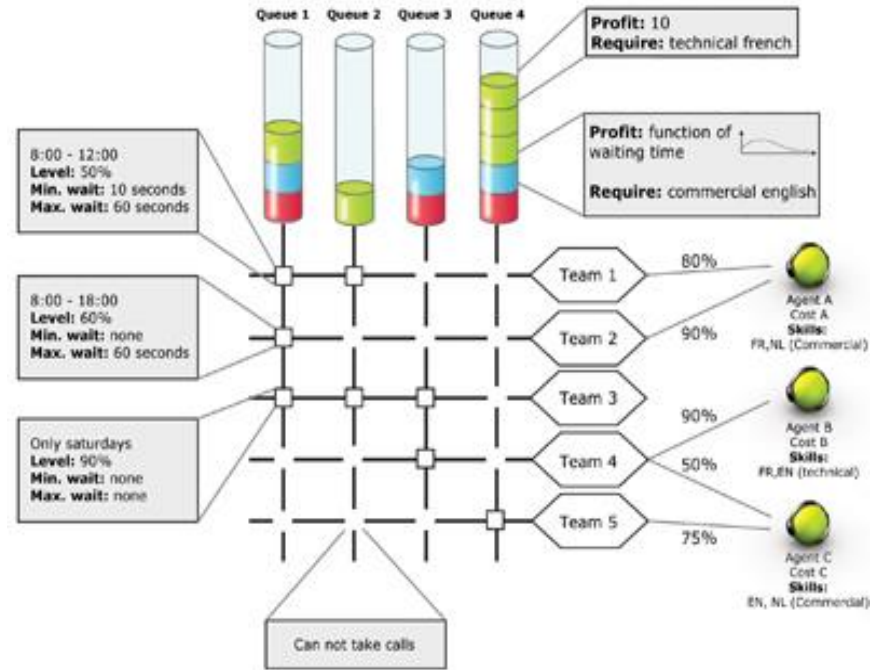 Queue 1
Queue 2
Queue 3
Queue 4
Profit: 10
Require: technical french
Profit: function of
waiting time
Require: commercial english
8:00 - 12:00
Level: 50%
Min. wait: 10 seconds
Max. wait: 60 seconds
8:00 - 18:00
Level: 60%
Min. wait: none
Max. wait: 60 seconds
Only saturdays
Level: 90%
Min. wait: none
Max. wait: none
Team 1
Team 2
Team 3
Team 4
Team 5
80%
90%
90%
50%
75%
Agent A
Cost A
Skills:
FR,NL (Commercial)
Agent B
Cost B
Skills:
FR,EN (technical)
Agent C
Cost C
Skills:
EN, NL (Commercial)
Can not take calls